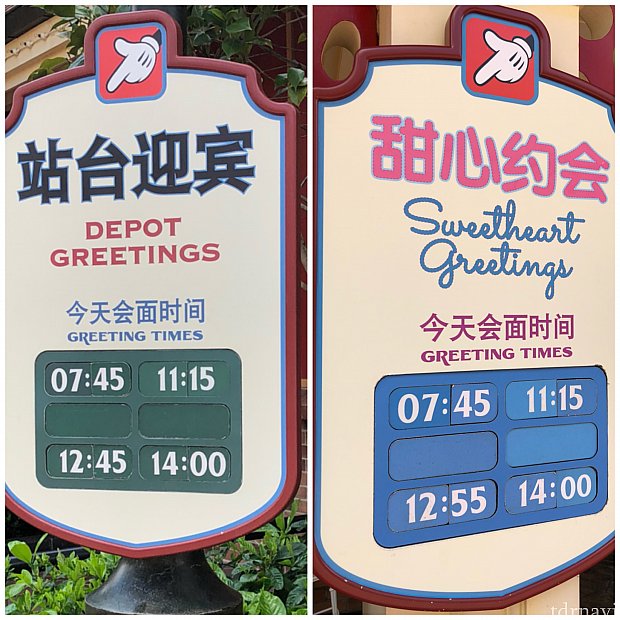 站台迎宾
DEPOT
GREETINGS
今天会面时间
GREETING TIMES
07:45 11:15
12:45 14:00
甜心约会
Sweetheart
Greetings
今天会面时间
GREETING TIMES
07:45 11:15
12:55 14:00